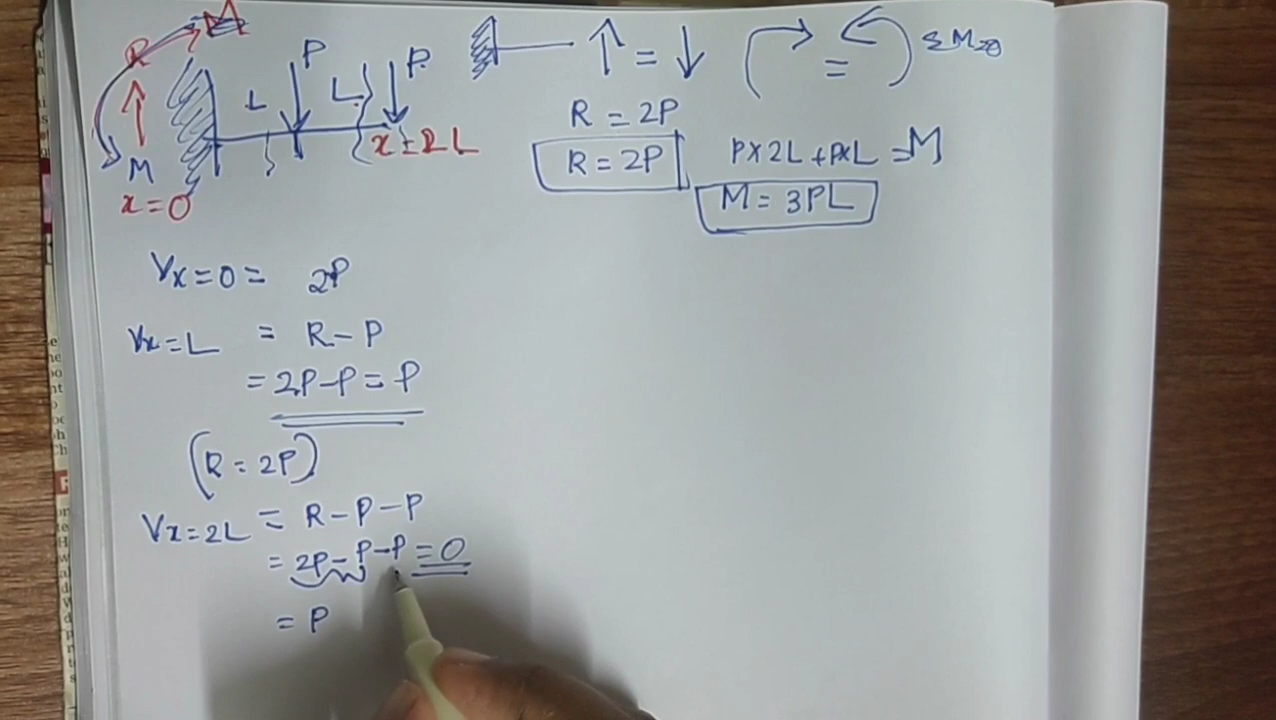 R
P
P
L
L
x=2L
M
x=0
↑ = ↓
=
ΣM=0
R = 2P
R = 2P
P×2L+P×L =M
M= 3PL
Vx=0 = 2P
Vx=L = R-P
= 2P-P=P
(R=2P)
Vx=2L = R-P-P
= 2P-P-P=0
= P